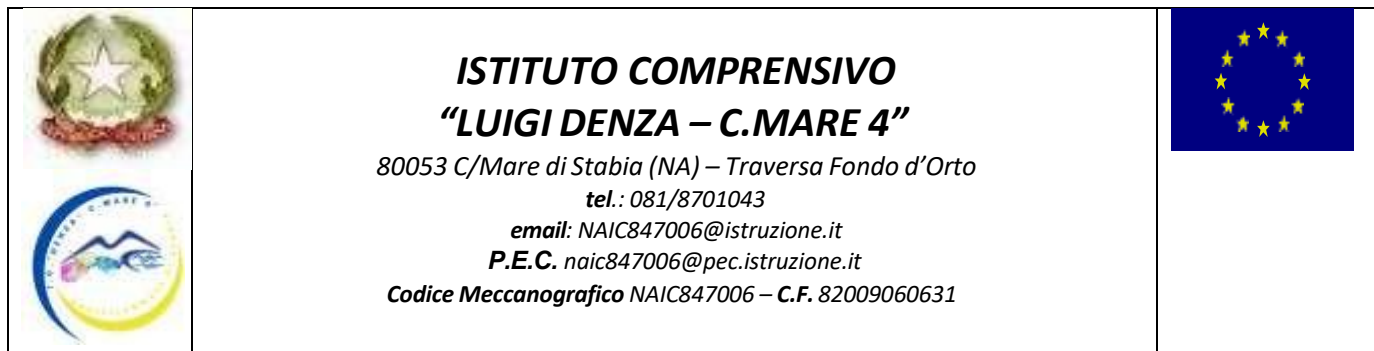 ISTITUTO COMPRENSIVO
“LUIGI DENZA – C.MARE 4”
80053 C/Mare di Stabia (NA) – Traversa Fondo d’Orto
tel.: 081/8701043
email: NAIC847006@istruzione.it
P.E.C. naic847006@pec.istruzione.it
Codice Meccanografico NAIC847006 – C.F. 82009060631